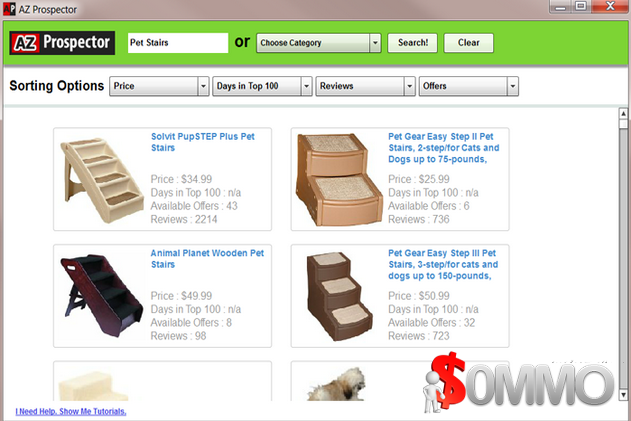 AZ Prospector
AZ Prospector
Pet Stairs
or
Choose Category
Search!
Clear
Sorting Options
Price
Days in Top 100
Reviews
Offers
Solvit PupSTEP Plus Pet
Stairs
Price : $34.99
Days in Top 100 : n/a
Available Offers : 43
Reviews : 2214
Pet Gear Easy Step II Pet
Stairs, 2-step/for Cats and
Dogs up to 75-pounds,
Price : $25.99
Days in Top 100 : n/a
Available Offers : 6
Reviews : 736
Animal Planet Wooden Pet
Stairs
Price : $49.99
Days in Top 100 : n/a
Available Offers : 8
Reviews : 98
Pet Gear Easy Step III Pet
Stairs, 3-step/for cats and
dogs up to 150-pounds,
Price : $50.99
Days in Top 100 : n/a
Available Offers : 32
Reviews : 723
$OMMO
I Need Help. Show Me Tutorials.